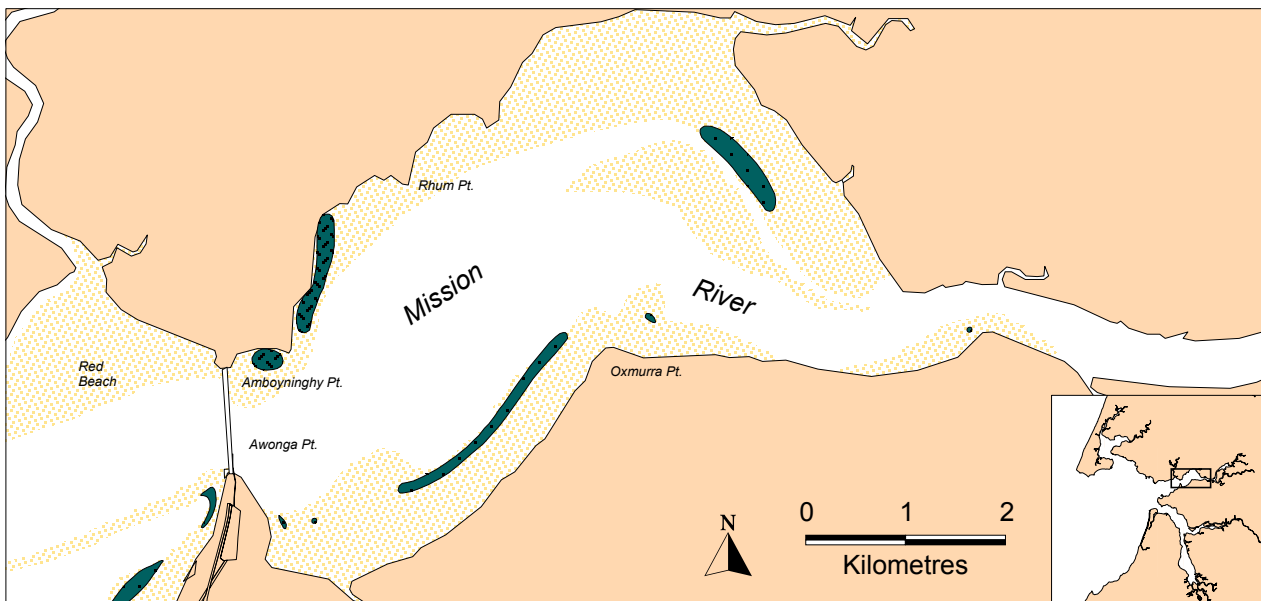 Rhum Pt.
Mission
River
Red
Beach
Amboyninghy Pt.
Oxmurra Pt.
Awonga Pt.
N
0 1 2
Kilometres